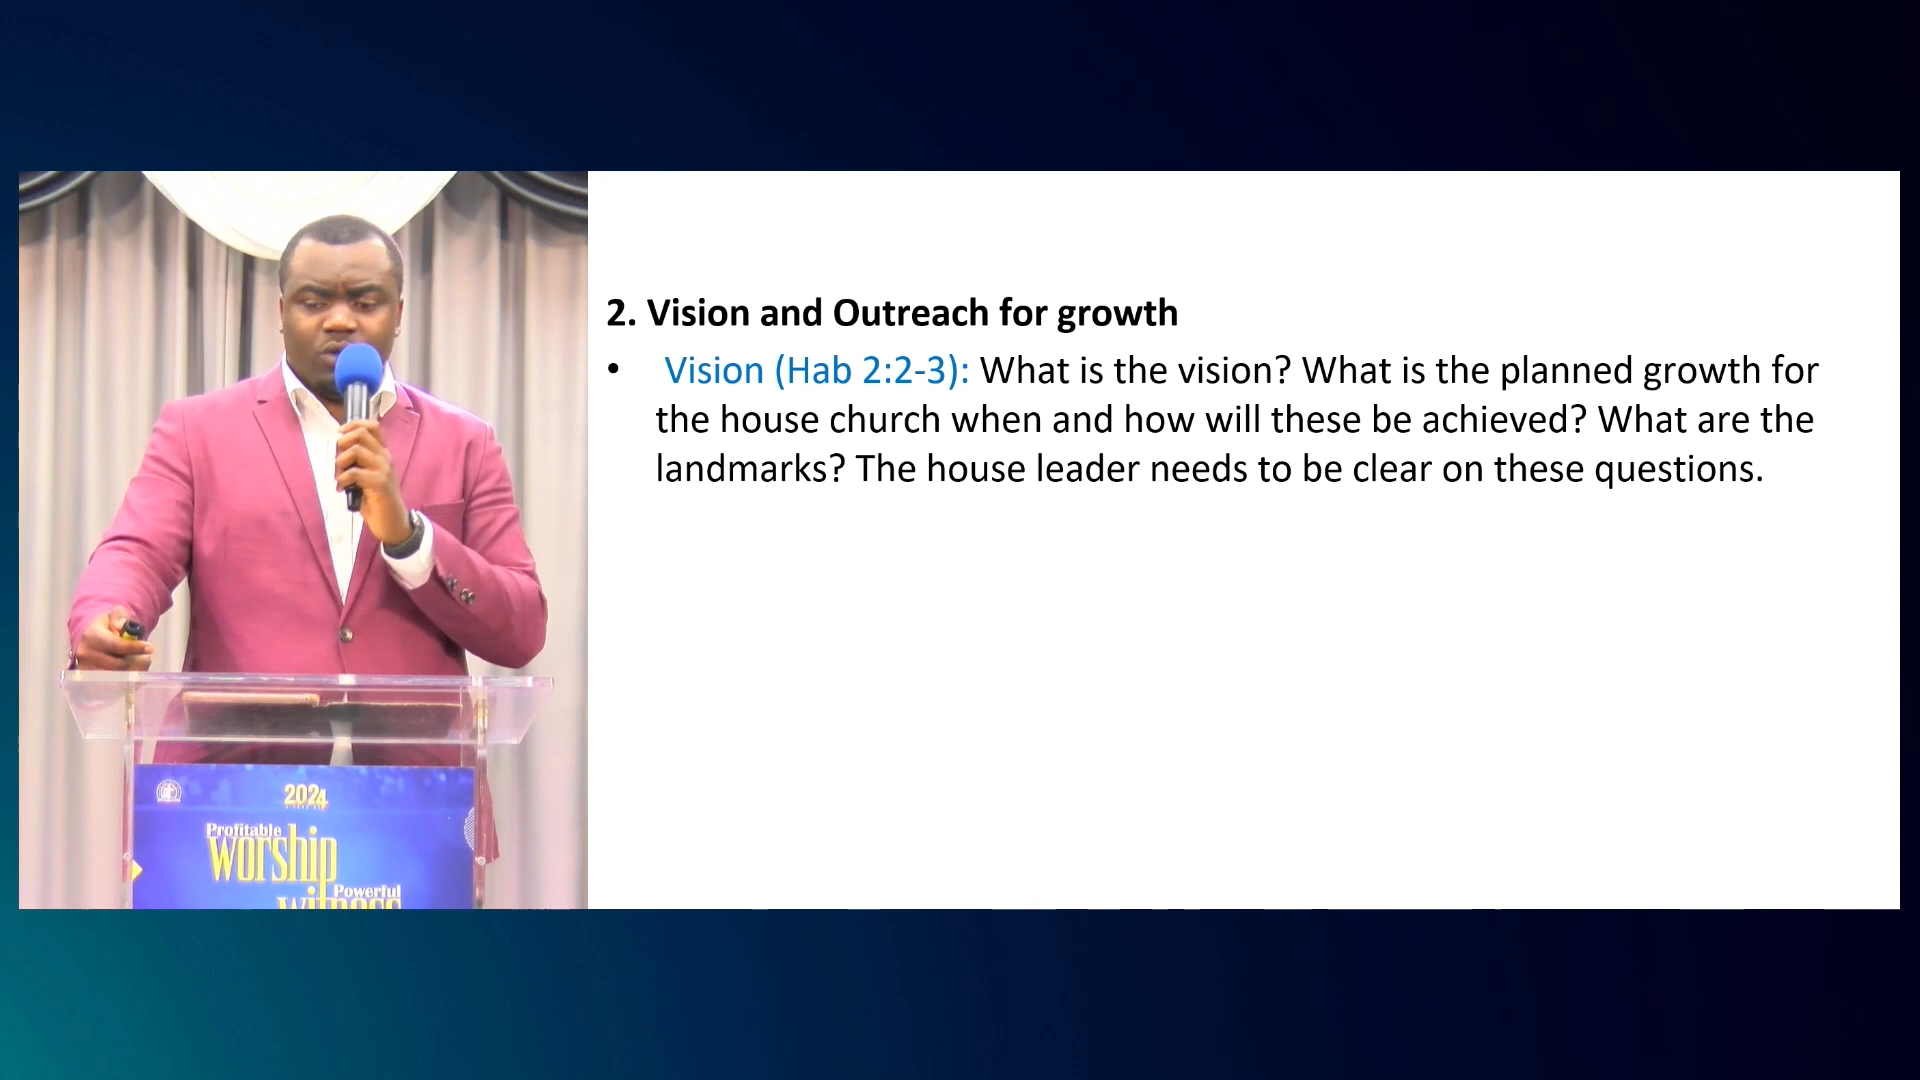 2. Vision and Outreach for growth
• Vision (Hab 2:2-3): What is the vision? What is the planned growth for
the house church when and how will these be achieved? What are the
landmarks? The house leader needs to be clear on these questions.
2024
Profitable
worship
Powerful
witness